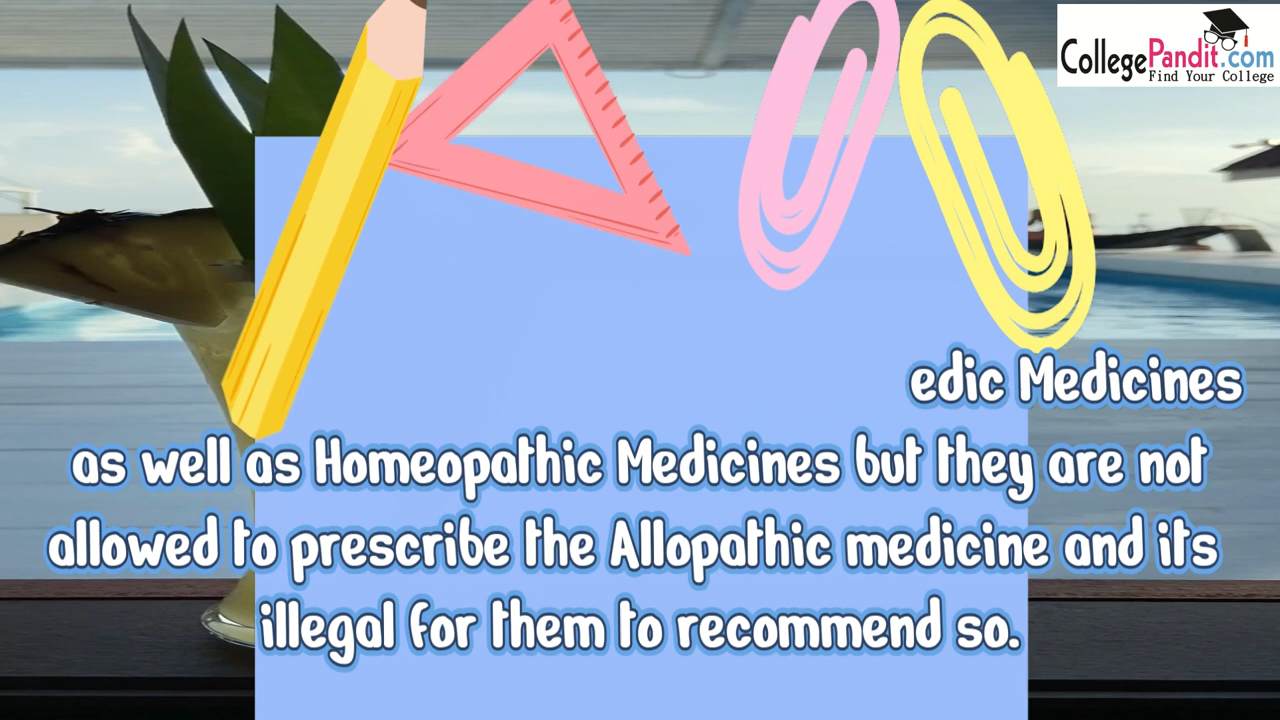 CollegePandit.com
Find Your College
edic Medicines
as well as Homeopathic Medicines but they are not
allowed to prescribe the Allopathic medicine and its
illegal for them to recommend so.